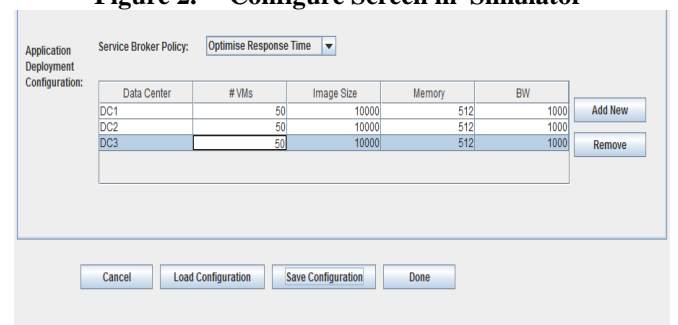 Figure 2. Configure Screen in Simulator
Application Deployment Configuration:
Service Broker Policy: Optimise Response Time
Data Center # VMs Image Size Memory BW
DC1 50 10000 512 1000
DC2 50 10000 512 1000
DC3 50 10000 512 1000
Add New
Remove
Cancel Load Configuration Save Configuration Done